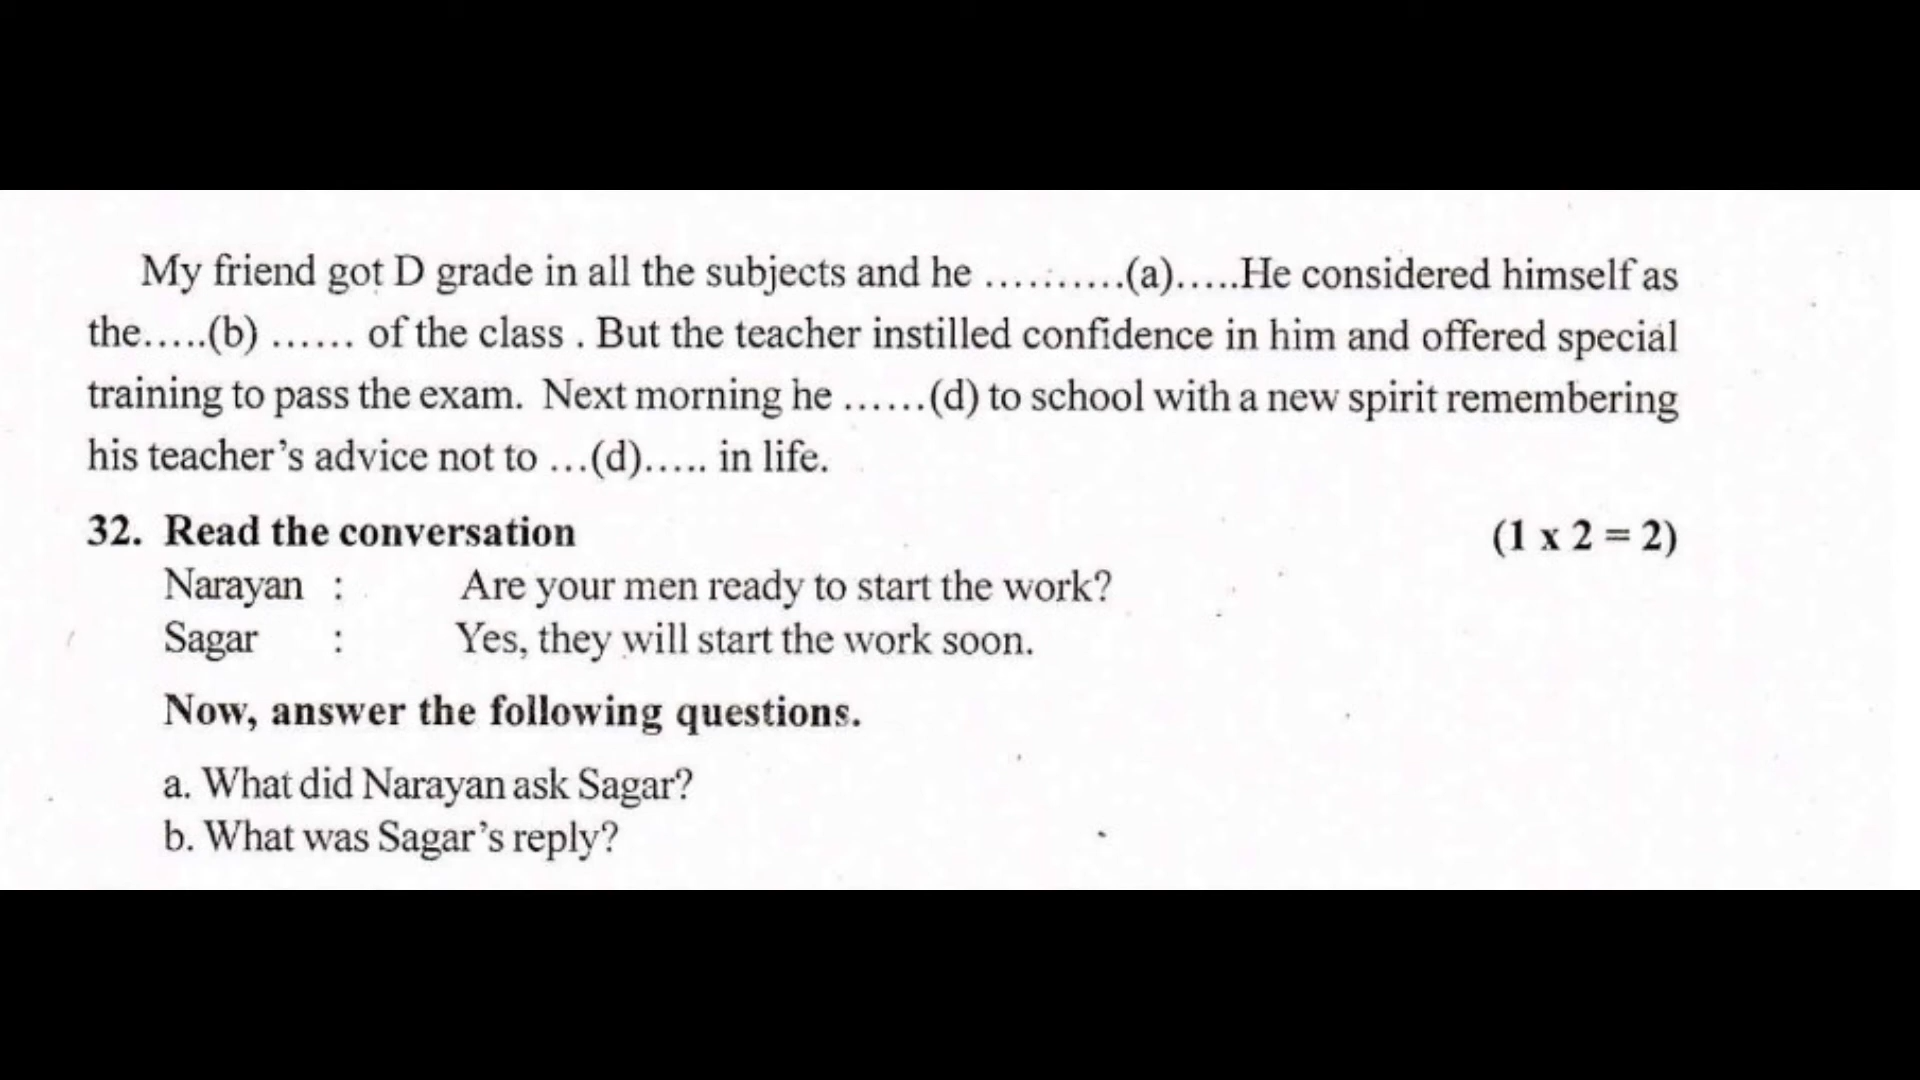 My friend got D grade in all the subjects and he ..........(a).....He considered himself as
the.....(b) ...... of the class . But the teacher instilled confidence in him and offered special
training to pass the exam. Next morning he ......(d) to school with a new spirit remembering
his teacher's advice not to ...(d)..... in life.
32. Read the conversation (1 x 2 = 2)
Narayan : Are your men ready to start the work?
Sagar : Yes, they will start the work soon.
Now, answer the following questions.
a. What did Narayan ask Sagar?
b. What was Sagar's reply?